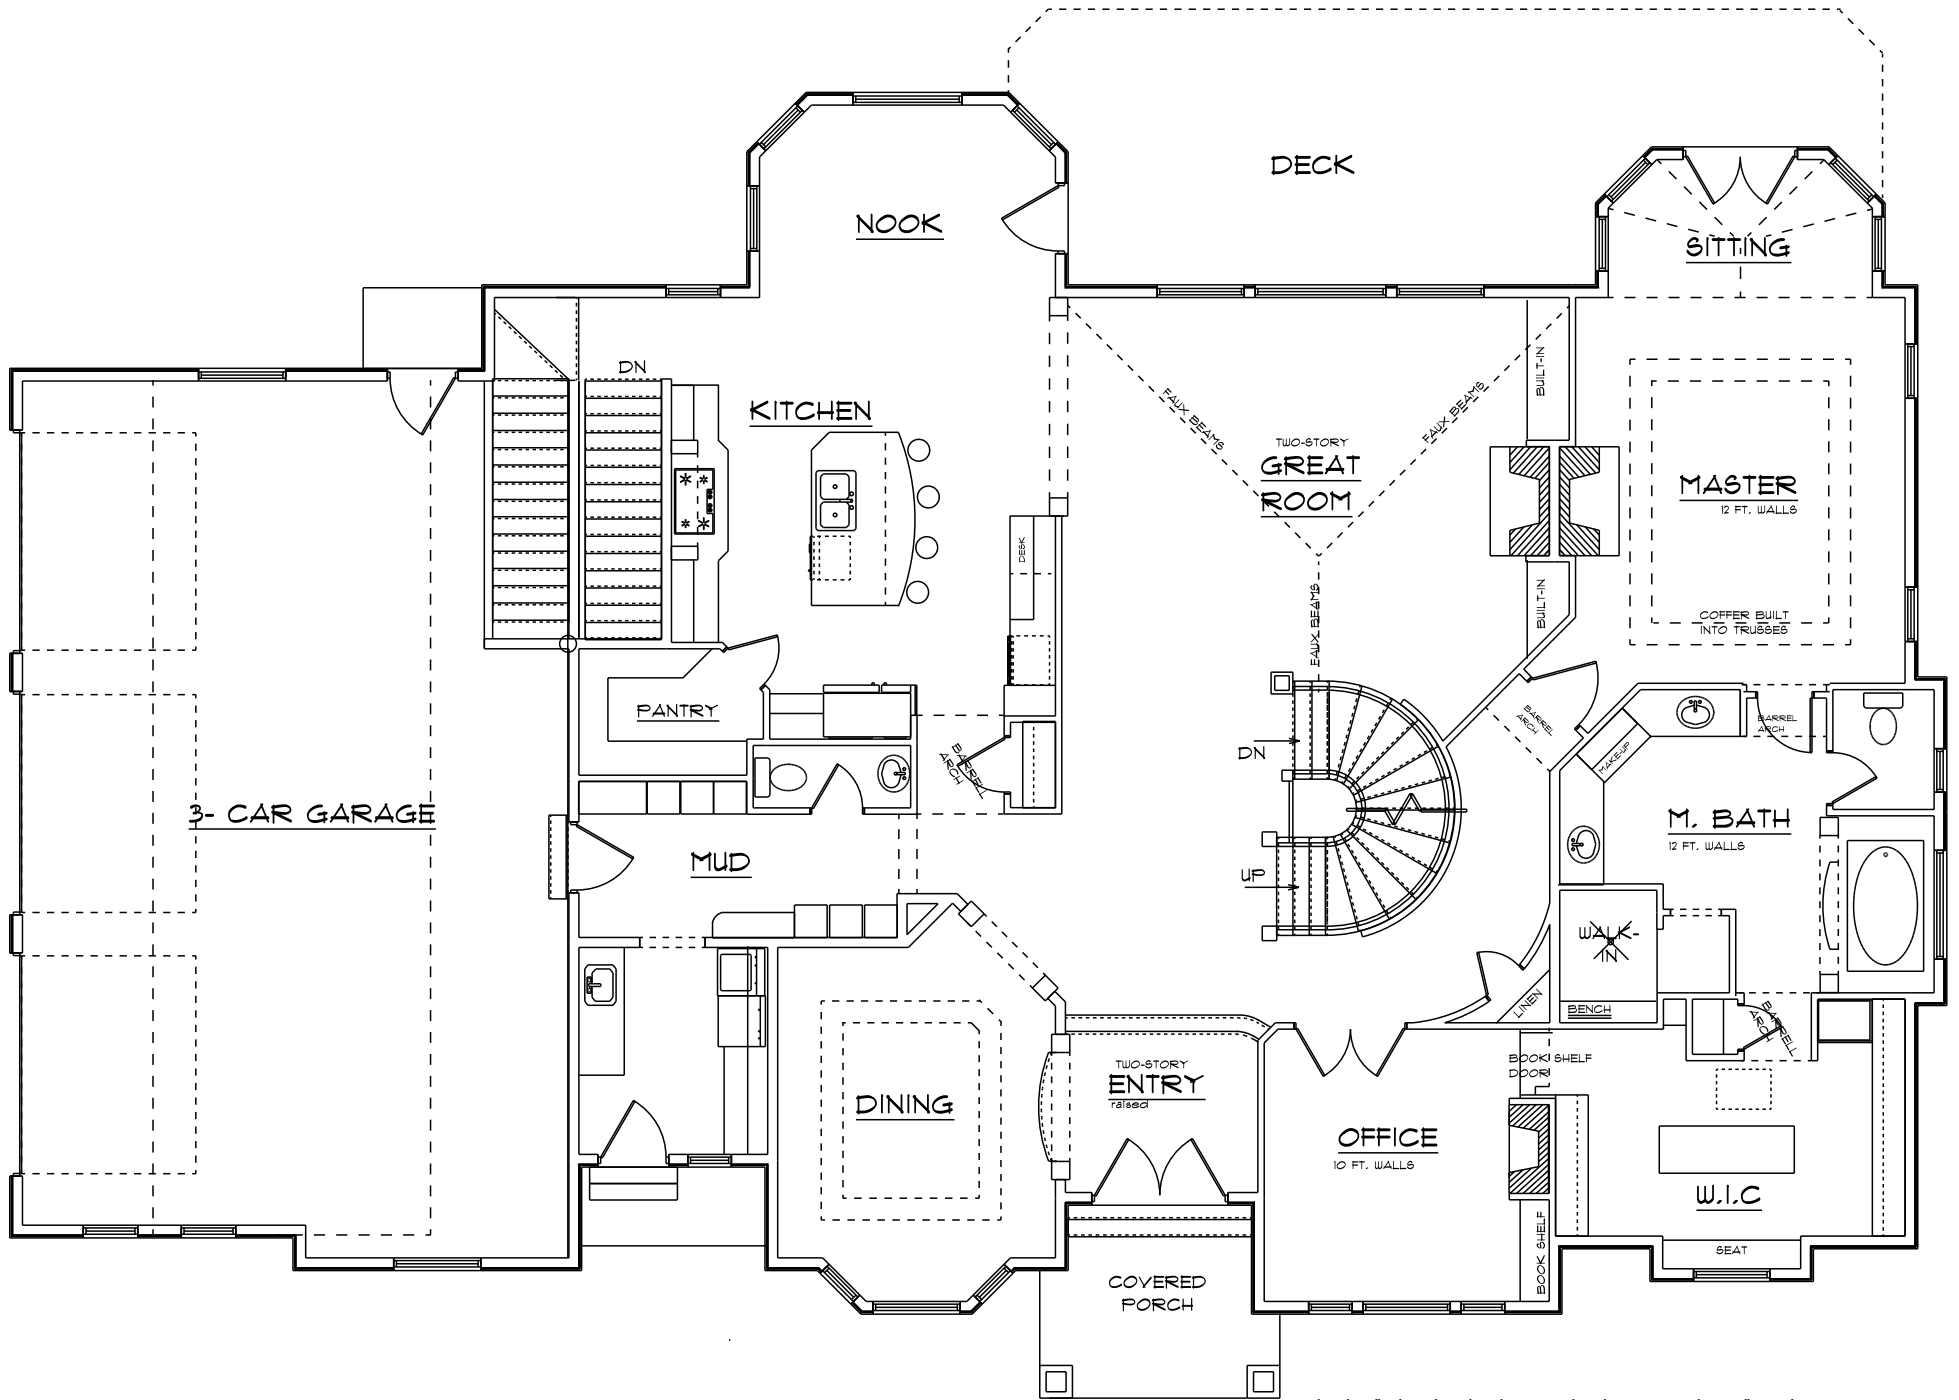 DECK
NOOK
SITTING
DN
KITCHEN
BUILT-IN
FAUX BEAMS
FAUX BEAMS
TWO-STORY
GREAT
ROOM
MASTER
12 FT. WALLS
DESK
BUILT-IN
FAUX BEAMS
COFFER BUILT
INTO TRUSSES
PANTRY
BARREL
ARCH
BARREL
ARCH
DN
BARRELL
ARCH
MAKE-UP
3- CAR GARAGE
M. BATH
12 FT. WALLS
MUD
UP
WALK-
IN
LINEN
BENCH
BARRELL
ARCH
TWO-STORY
ENTRY
raised
BOOK SHELF
DOOR
DINING
OFFICE
10 FT. WALLS
W.I.C
BOOK SHELF
SEAT
COVERED
PORCH